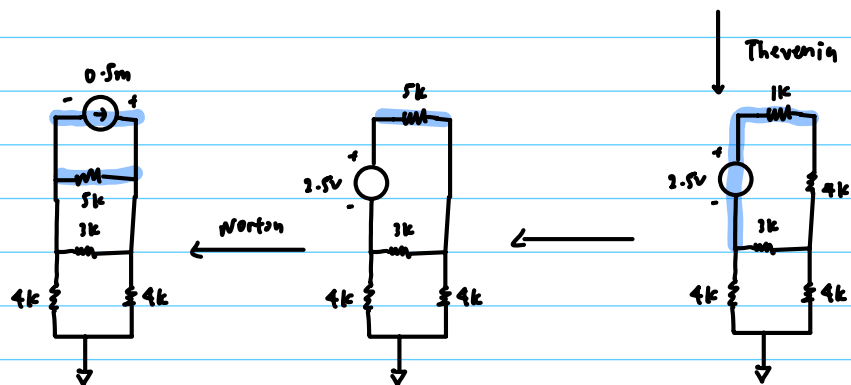 0.5m
- +
5k
3k
4k 4k
Norton
5k
+
2.5v
-
3k
4k 4k
Thevenin
1k
+
2.5v
-
4k
3k
4k 4k